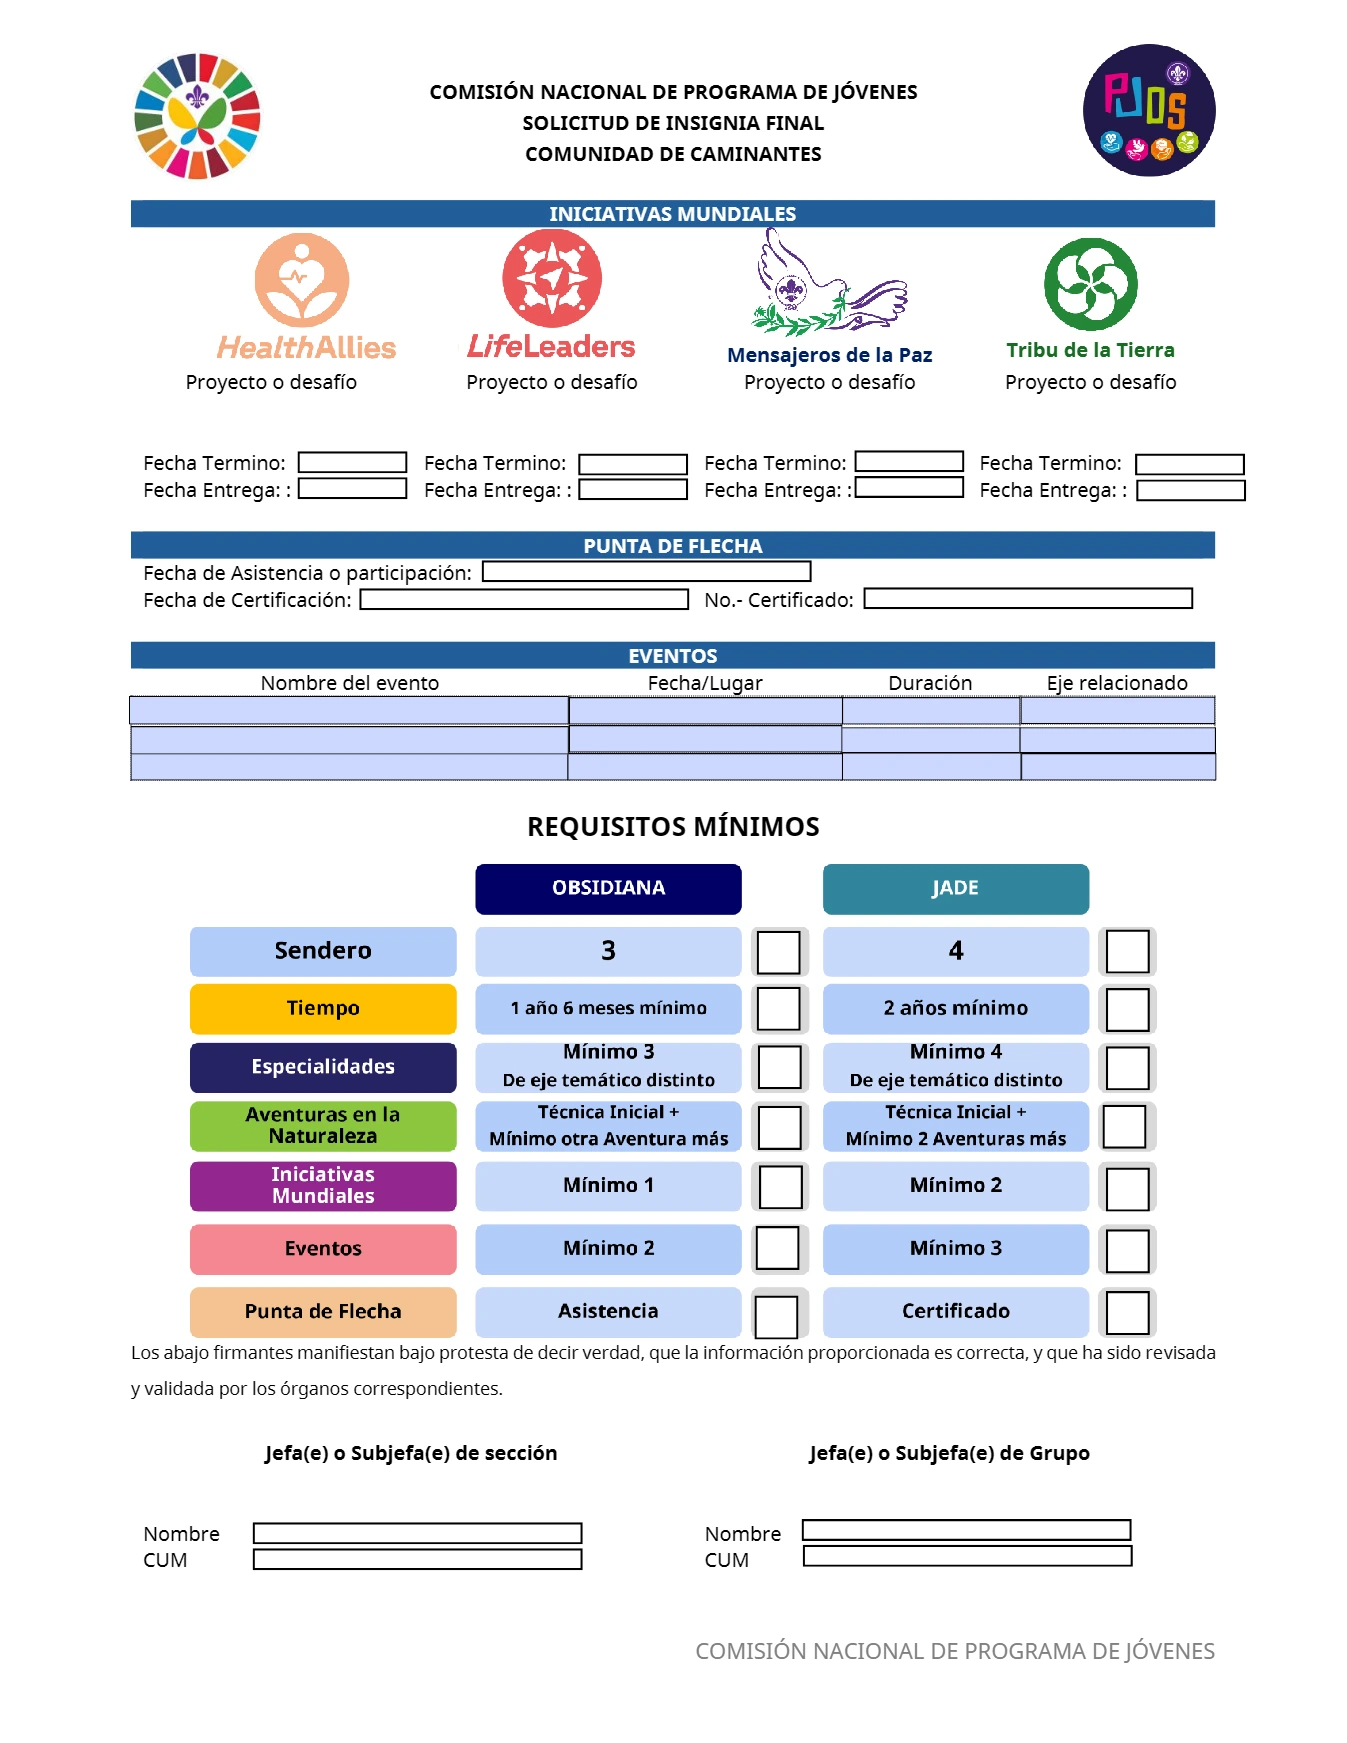 COMISIÓN NACIONAL DE PROGRAMA DE JÓVENES
SOLICITUD DE INSIGNIA FINAL
COMUNIDAD DE CAMINANTES
PJOS
INICIATIVAS MUNDIALES
HealthAllies LifeLeaders Mensajeros de la Paz Tribu de la Tierra
Proyecto o desafío Proyecto o desafío Proyecto o desafío Proyecto o desafío
Fecha Termino: Fecha Termino: Fecha Termino: Fecha Termino:
Fecha Entrega: : Fecha Entrega: : Fecha Entrega: : Fecha Entrega: :
PUNTA DE FLECHA
Fecha de Asistencia o participación:
Fecha de Certificación: No.- Certificado:
EVENTOS
Nombre del evento Fecha/Lugar Duración Eje relacionado
REQUISITOS MÍNIMOS
OBSIDIANA JADE
Sendero 3 4
Tiempo 1 año 6 meses mínimo 2 años mínimo
Especialidades Mínimo 3 De eje temático distinto Mínimo 4 De eje temático distinto
Aventuras en la Naturaleza Técnica Inicial + Mínimo otra Aventura más Técnica Inicial + Mínimo 2 Aventuras más
Iniciativas Mundiales Mínimo 1 Mínimo 2
Eventos Mínimo 2 Mínimo 3
Punta de Flecha Asistencia Certificado
Los abajo firmantes manifiestan bajo protesta de decir verdad, que la información proporcionada es correcta, y que ha sido revisada
y validada por los órganos correspondientes.
Jefa(e) o Subjefa(e) de sección Jefa(e) o Subjefa(e) de Grupo
Nombre Nombre
CUM CUM
COMISIÓN NACIONAL DE PROGRAMA DE JÓVENES